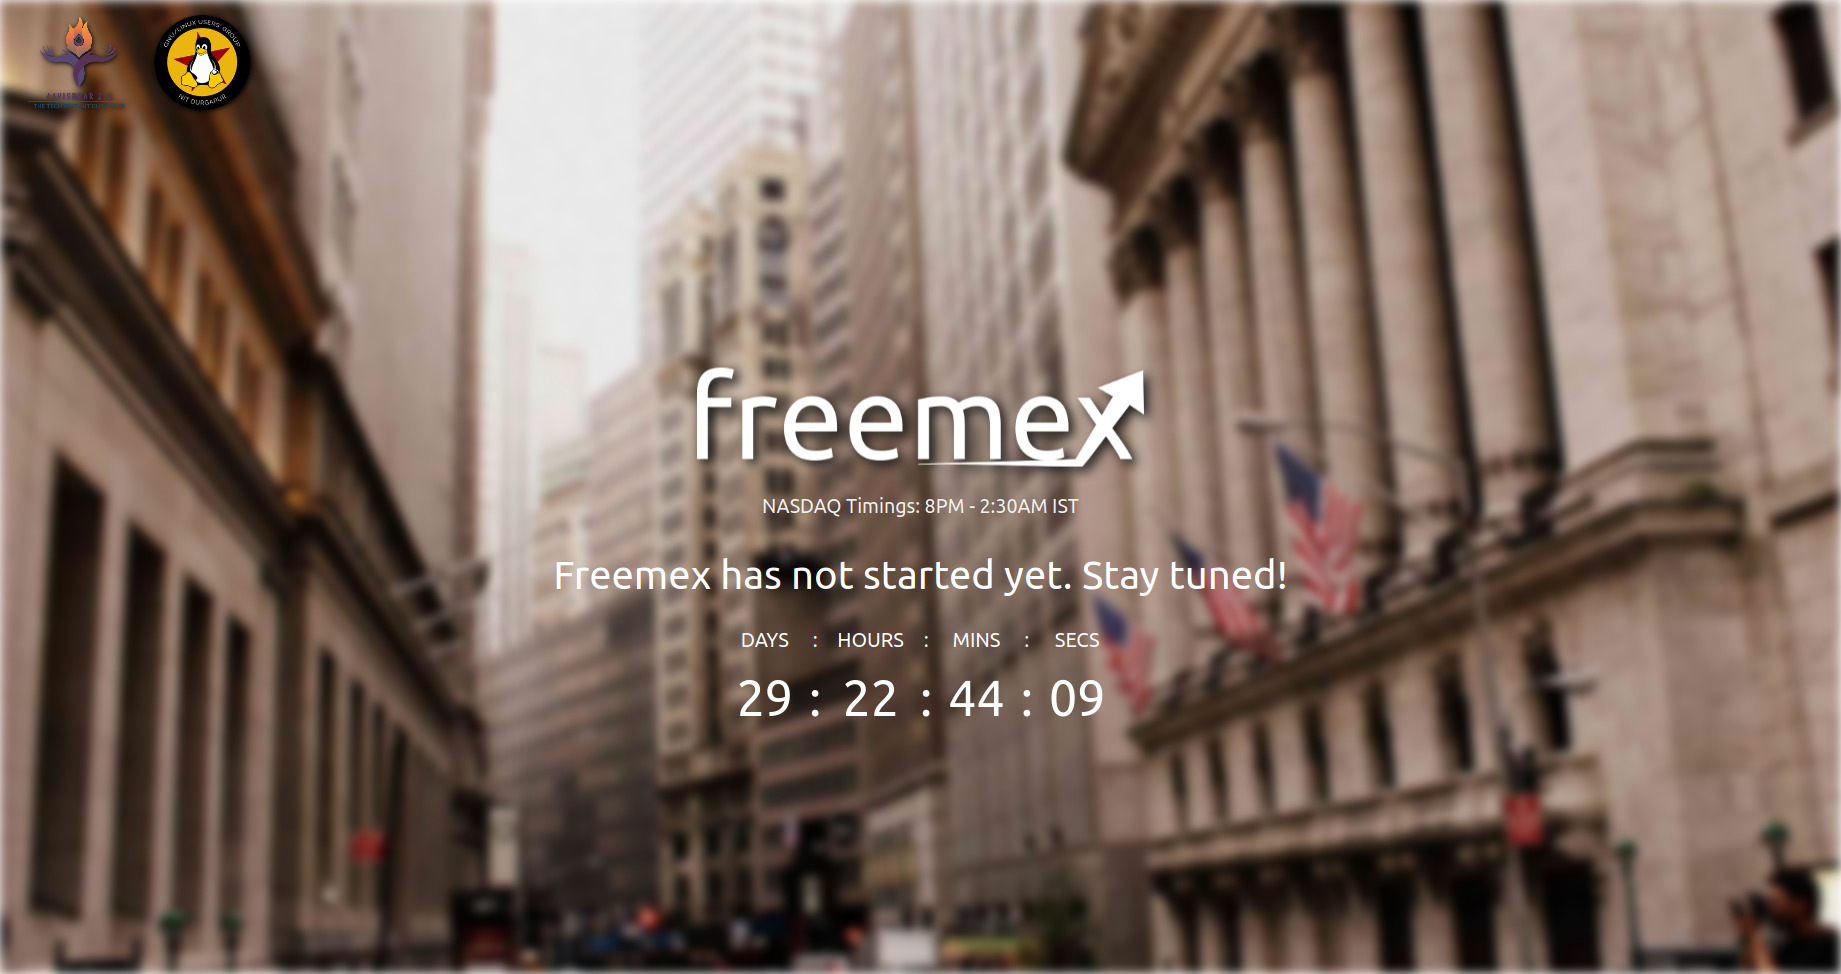 GNU/LINUX USERS' GROUP
NIT DURGAPUR
freemex
NASDAQ Timings: 8PM - 2:30AM IST
Freemex has not started yet. Stay tuned!
DAYS : HOURS : MINS : SECS
29 : 22 : 44 : 09